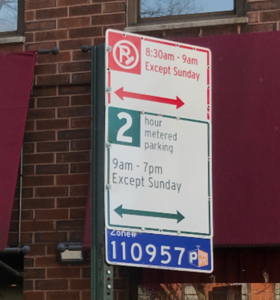 P
8:30am - 9am
Except Sunday
2
hour
metered
parking
9am - 7pm
Except Sunday
Zone#
110957 P